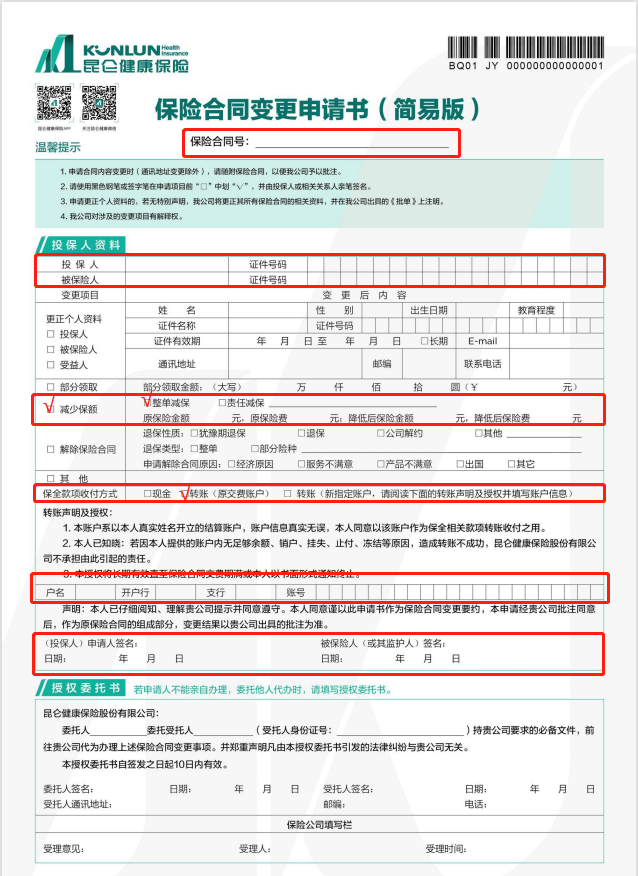 KUNLUN Health Insurance
昆仑健康保险
BQ01 JY 000000000000001
昆仑健康保险APP 关注昆仑健康微信
保险合同变更申请书（简易版）
保险合同号：
温馨提示
1. 申请合同内容变更时（通讯地址变更除外），请随附保险合同，以便我公司予以批注。
2. 请使用黑色钢笔或签字笔在申请项目前“□”中划“√”，并由投保人或相关关系人亲笔签名。
3. 申请更正个人资料的，若无特别声明，我公司将更正其所有保险合同的相关资料，并在我公司出具的《批单》上注明。
4. 我公司对涉及的变更项目有解释权。
投保人资料
投保人 证件号码
被保险人 证件号码
变更项目 变更后内容
更正个人资料
□ 投保人
□ 被保险人
□ 受益人
姓名 性别 出生日期 教育程度
证件名称 证件号码
证件有效期 年 月 日 至 年 月 日 □长期 E-mail
通讯地址 邮编 联系电话
□ 部分领取 部分领取金额：（大写） 万 仟 佰 拾 圆（￥ 元）
□ 减少保额 √ □整单减保 □责任减保
原保险金额 元，原保险费 元；降低后保险金额 元，降低后保险费 元
□ 解除保险合同
退保性质：□犹豫期退保 □退保 □公司解约 □其他
退保类型：□整单 □部分险种
申请解除合同原因：□经济原因 □服务不满意 □产品不满意 □出国 □其它
□ 其 他
保全款项收付方式 □现金 √转账（原交费账户） □ 转账（新指定账户，请阅读下面的转账声明及授权并填写账户信息）
转账声明及授权：
1. 本账户系以本人真实姓名开立的结算账户，账户信息真实无误，本人同意以该账户作为保全相关款项转账收付之用。
2. 本人已知晓：若因本人提供的账户内无足够余额、销户、挂失、止付、冻结等原因，造成转账不成功，昆仑健康保险股份有限公
司不承担由此引起的责任。
3. 本授权将长期有效直至保险合同交费期满或本人以书面形式通知终止。
户名 开户行 支行 账号
声明：本人已仔细阅知、理解贵公司提示并同意遵守。本人同意谨以此申请书作为保险合同变更要约，本申请经贵公司批注同意
后，作为原保险合同的组成部分，变更结果以贵公司出具的批注为准。
（投保人）申请人签名： 被保险人（或其监护人）签名：
日期： 年 月 日 日期： 年 月 日
授权委托书 若申请人不能亲自办理，委托他人代办时，请填写授权委托书。
昆仑健康保险股份有限公司：
委托人 委托受托人 （受托人身份证号： ）持贵公司要求的必备文件，前
往贵公司代为办理上述保险合同变更事项。并郑重声明凡由本授权委托书引发的法律纠纷与贵公司无关。
本授权委托书自签发之日起10日内有效。
委托人签名： 日期： 年 月 日 受托人签名： 日期： 年 月 日
受托人通讯地址： 邮编： 电话：
保险公司填写栏
受理意见： 受理人： 受理时间：